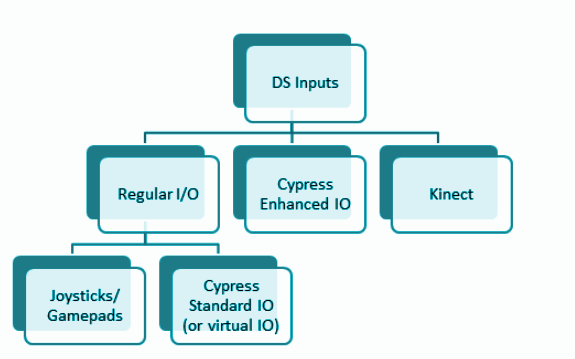 DS Inputs
Regular I/O
Cypress
Enhanced IO
Kinect
Joysticks/
Gamepads
Cypress
Standard IO
(or virtual IO)